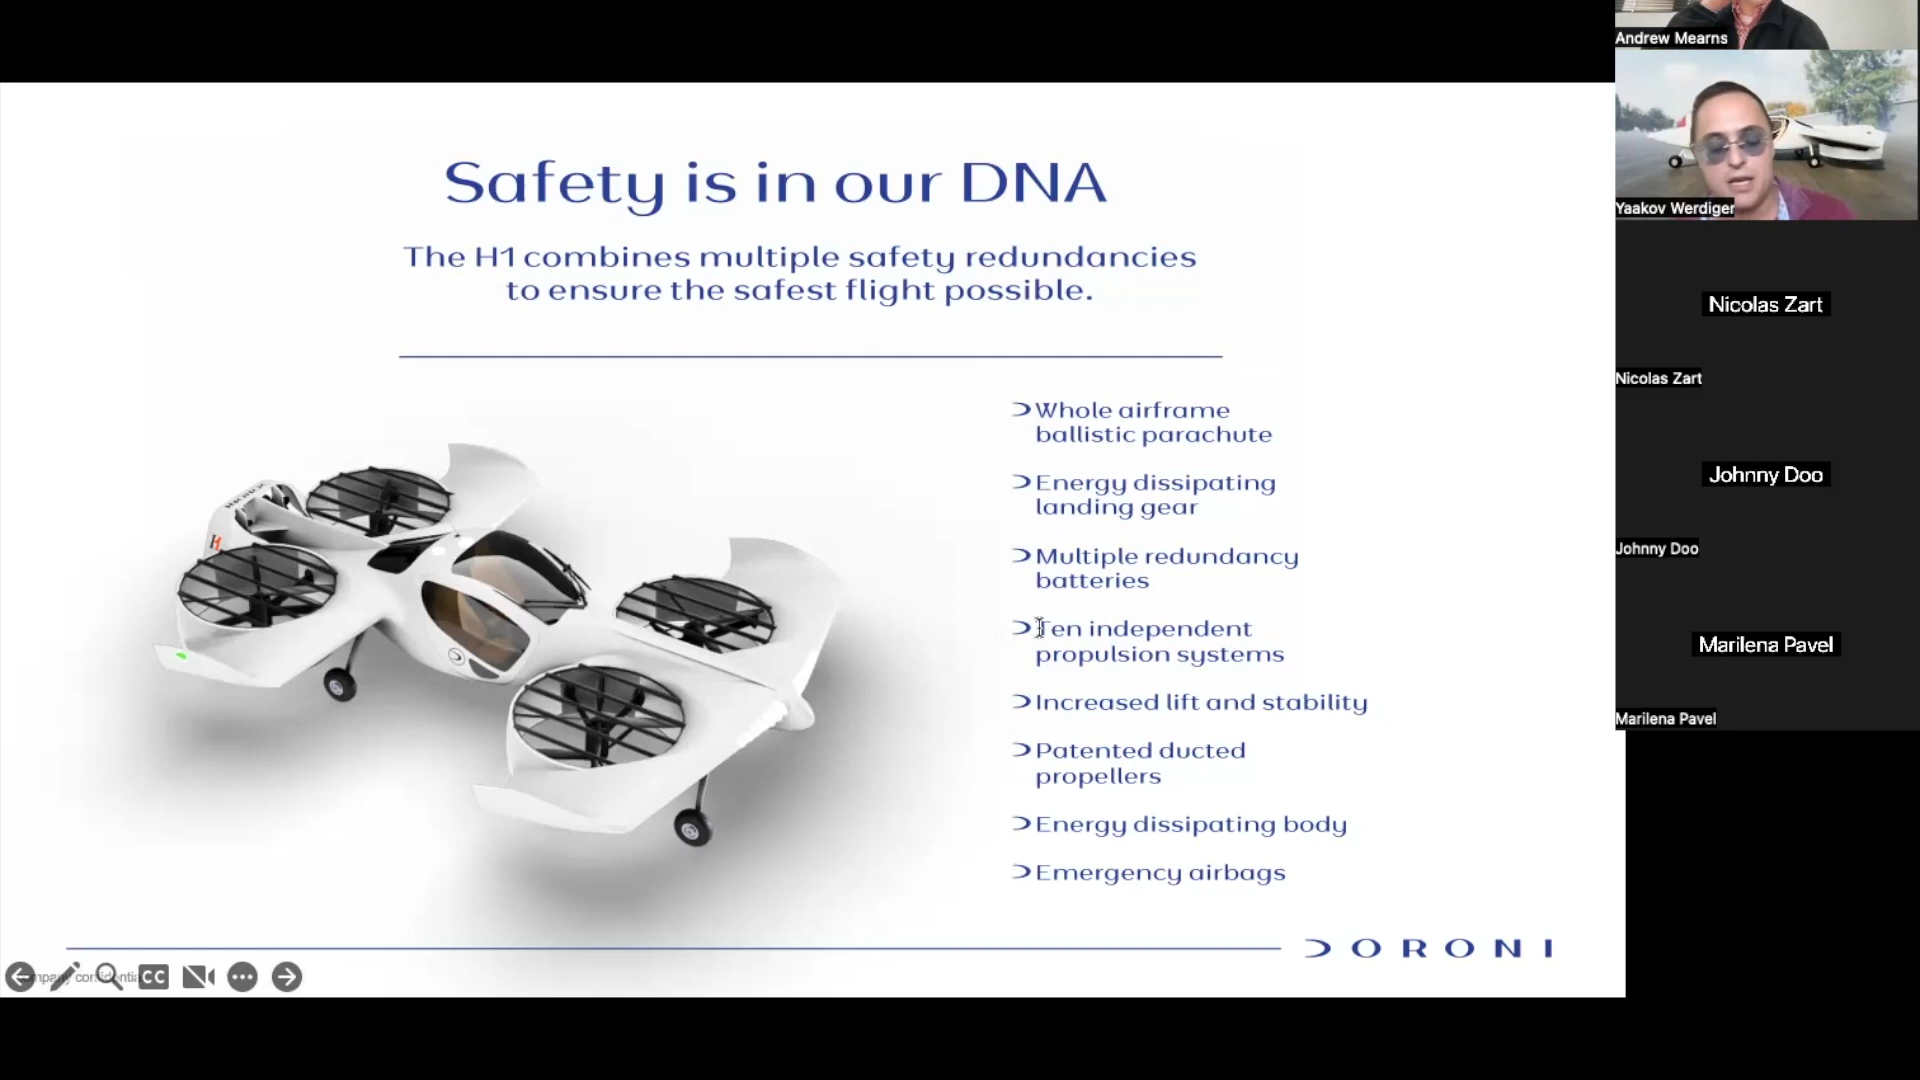 Safety is in our DNA
The H1 combines multiple safety redundancies
to ensure the safest flight possible.
Whole airframe
ballistic parachute
Energy dissipating
landing gear
Multiple redundancy
batteries
Ten independent
propulsion systems
Increased lift and stability
Patented ducted
propellers
Energy dissipating body
Emergency airbags
H1
DORONI
CC
Andrew Mearns
Yaakov Werdiger
Nicolas Zart
Nicolas Zart
Johnny Doo
Johnny Doo
Marilena Pavel
Marilena Pavel